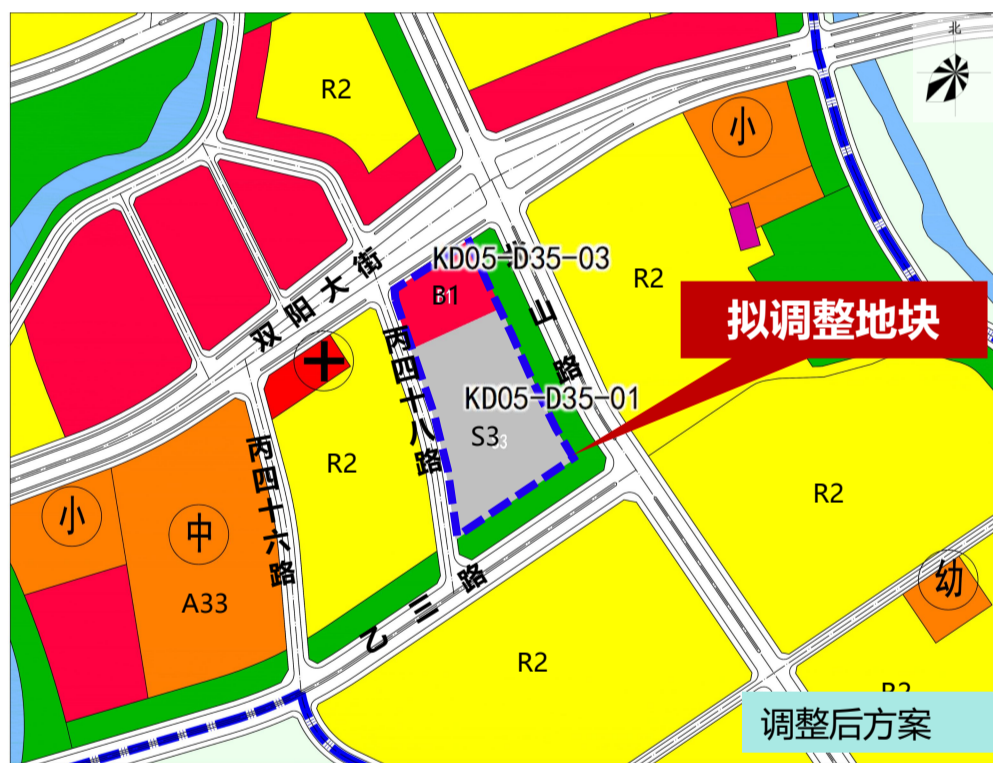 北
R2
小
KD05-D35-03
R2
双阳大街
B1
山路
拟调整地块
丙四十八路
KD05-D35-01
S3
R2
R2
丙四十六路
小
中
A33
幼
乙三路
R2
R2
调整后方案